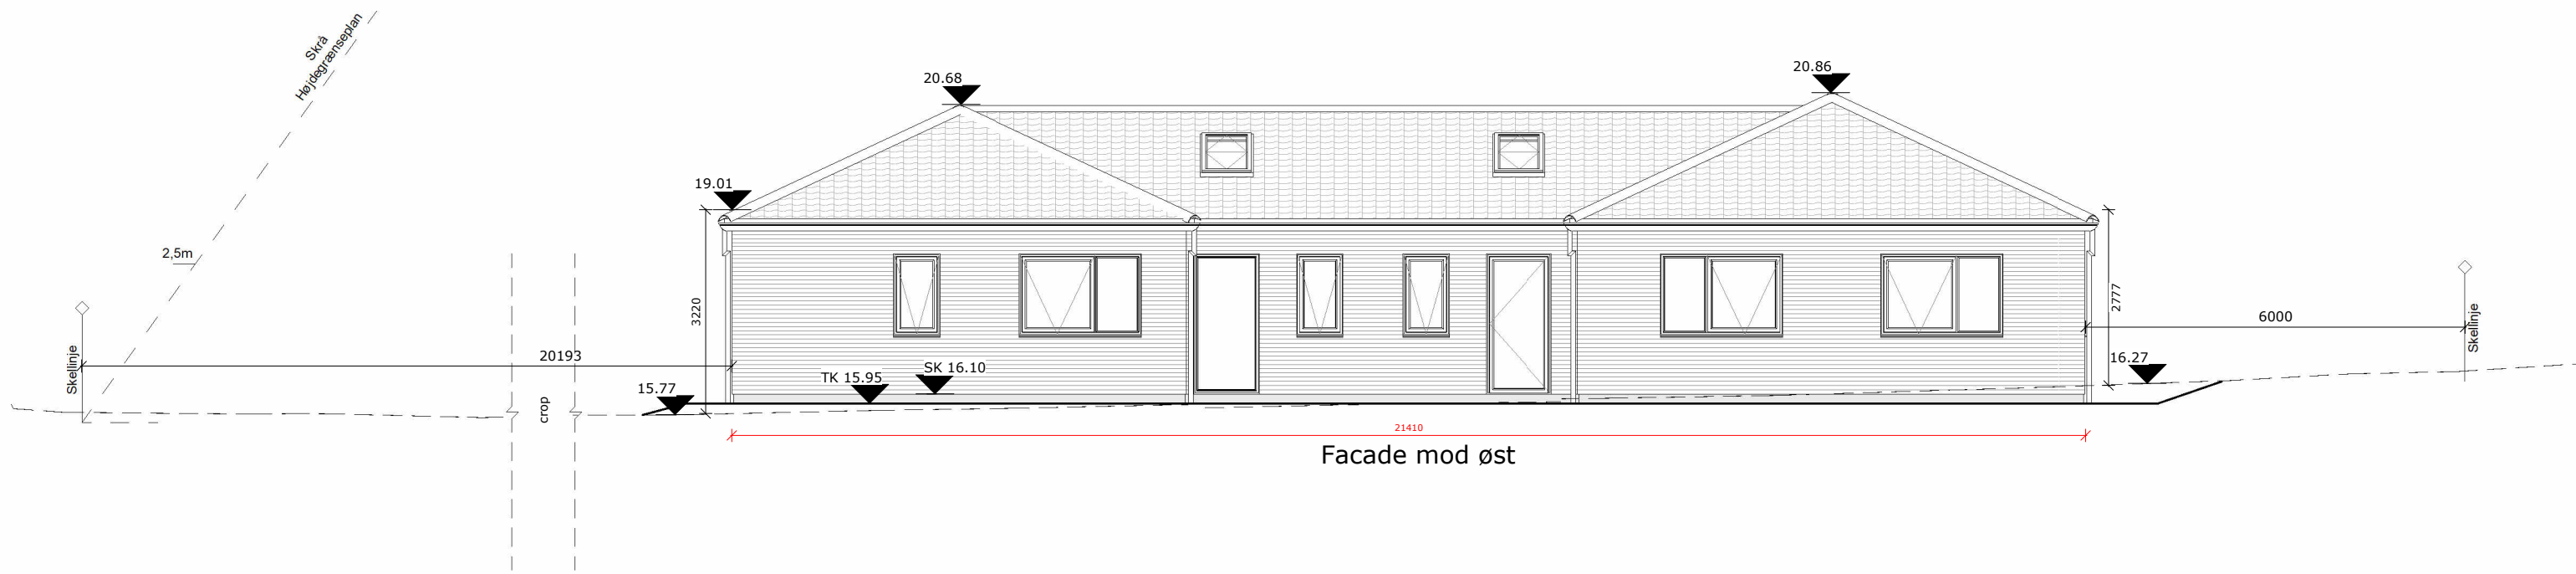 Skrå
Højdegrænseplan
20.68
20.86
19.01
2,5m
3220
2777
Skellinje
20193
6000
Skellinje
15.77
TK 15.95
SK 16.10
16.27
crop
21410
Facade mod øst